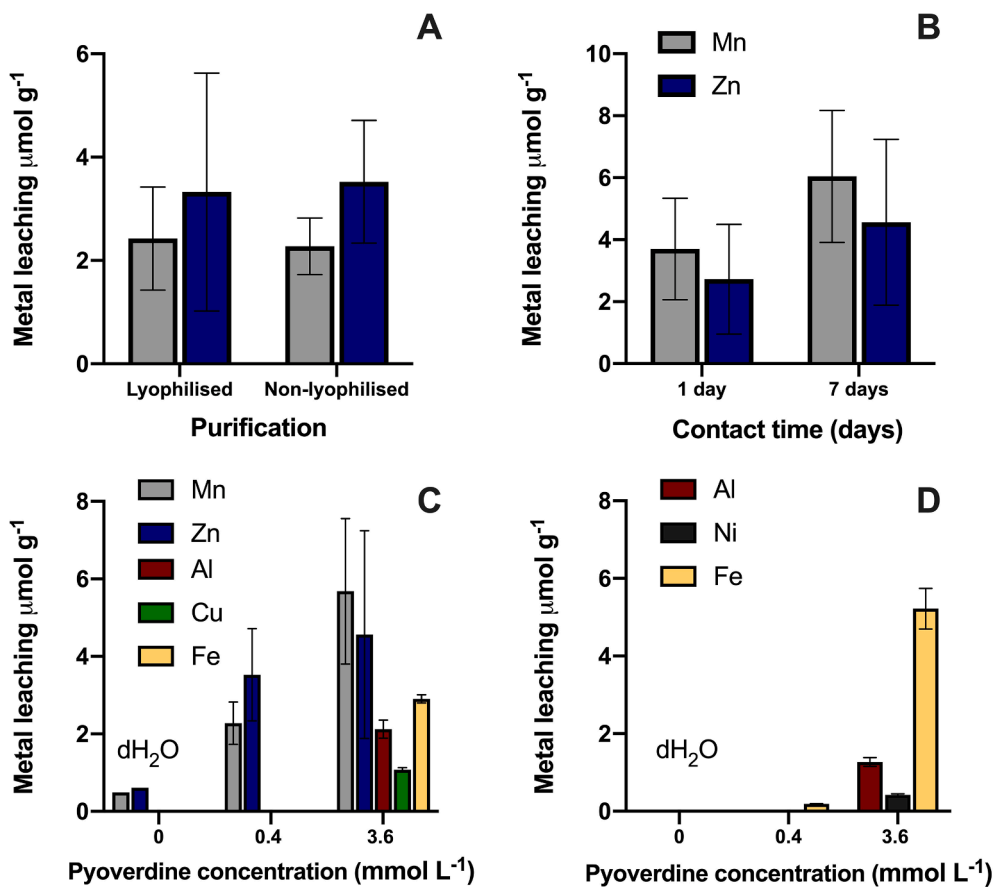 A
6
4
2
0
Metal leaching μmol g-1
Lyophilised Non-lyophilised
Purification
B
Mn
Zn
10
8
6
4
2
0
Metal leaching μmol g-1
1 day 7 days
Contact time (days)
C
Mn
Zn
Al
Cu
Fe
8
6
4
2
0
Metal leaching μmol g-1
dH2O
0 0.4 3.6
Pyoverdine concentration (mmol L-1)
D
Al
Ni
Fe
8
6
4
2
0
Metal leaching μmol g-1
dH2O
0 0.4 3.6
Pyoverdine concentration (mmol L-1)